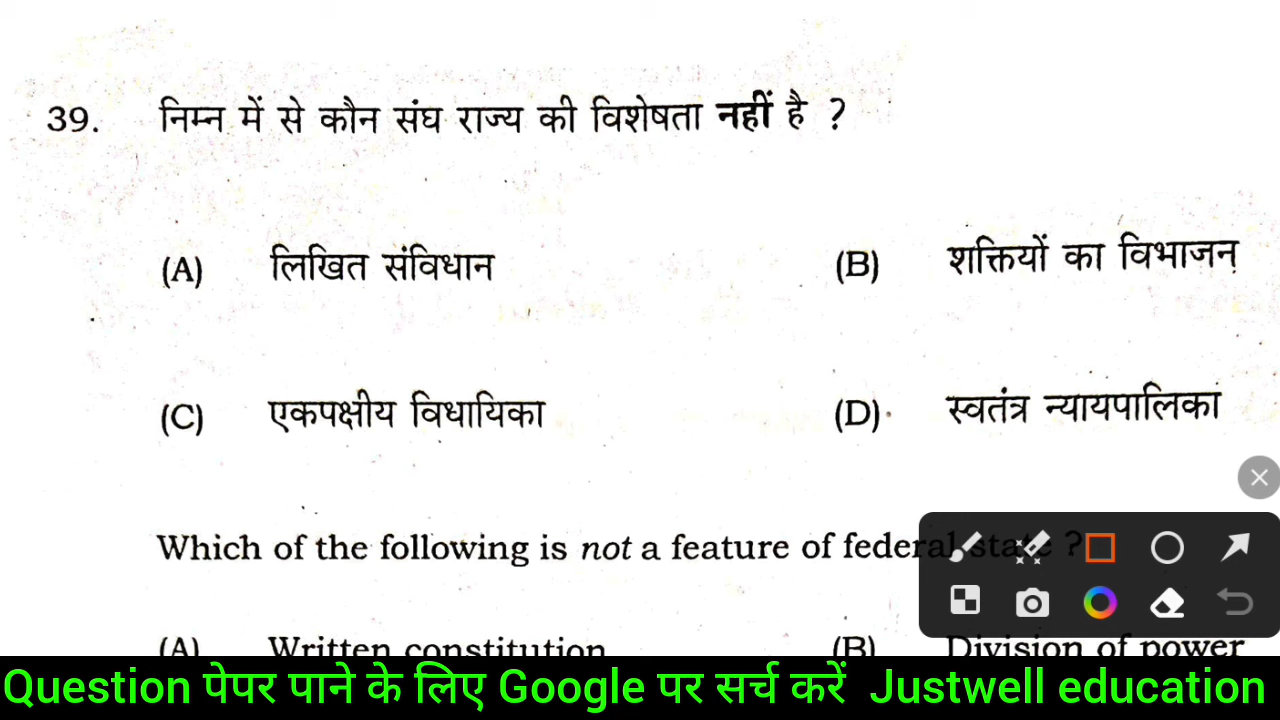 39. निम्न में से कौन संघ राज्य की विशेषता नहीं है ?
(A) लिखित संविधान (B) शक्तियों का विभाजन
(C) एकपक्षीय विधायिका (D) स्वतंत्र न्यायपालिका
Which of the following is not a feature of federal state ?
(A) Written constitution (B) Division of power
Question पेपर पाने के लिए Google पर सर्च करें Justwell education